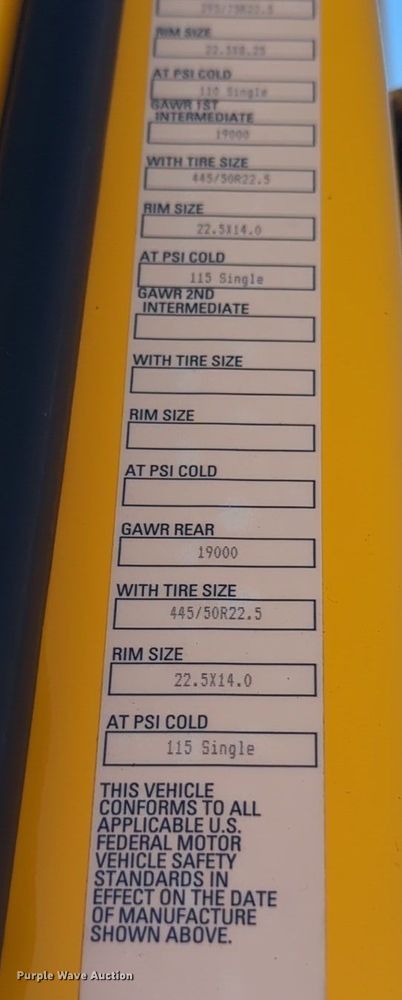 RIM SIZE
22.5X8.25
AT PSI COLD
110 Single
GAWR 1ST
INTERMEDIATE
19000
WITH TIRE SIZE
445/50R22.5
RIM SIZE
22.5X14.0
AT PSI COLD
115 Single
GAWR 2ND
INTERMEDIATE
WITH TIRE SIZE
RIM SIZE
AT PSI COLD
GAWR REAR
19000
WITH TIRE SIZE
445/50R22.5
RIM SIZE
22.5X14.0
AT PSI COLD
115 Single
THIS VEHICLE
CONFORMS TO ALL
APPLICABLE U.S.
FEDERAL MOTOR
VEHICLE SAFETY
STANDARDS IN
EFFECT ON THE DATE
OF MANUFACTURE
SHOWN ABOVE.
Purple Wave Auction